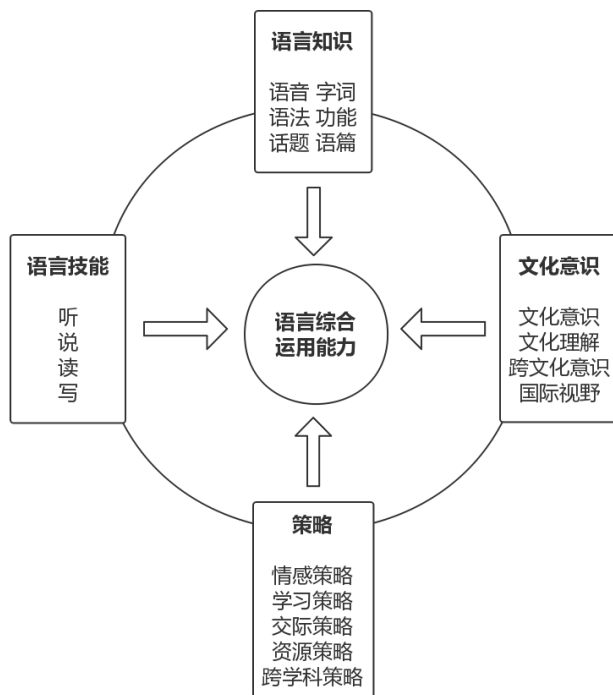 语言知识
语音 字词
语法 功能
话题 语篇
语言技能
听
说
读
写
语言综合
运用能力
文化意识
文化意识
文化理解
跨文化意识
国际视野
策略
情感策略
学习策略
交际策略
资源策略
跨学科策略